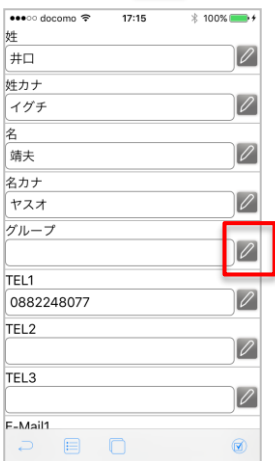 docomo 17:15 100%
姓
井口
姓カナ
イグチ
名
靖夫
名カナ
ヤスオ
グループ
TEL1
0882248077
TEL2
TEL3
E-Mail1